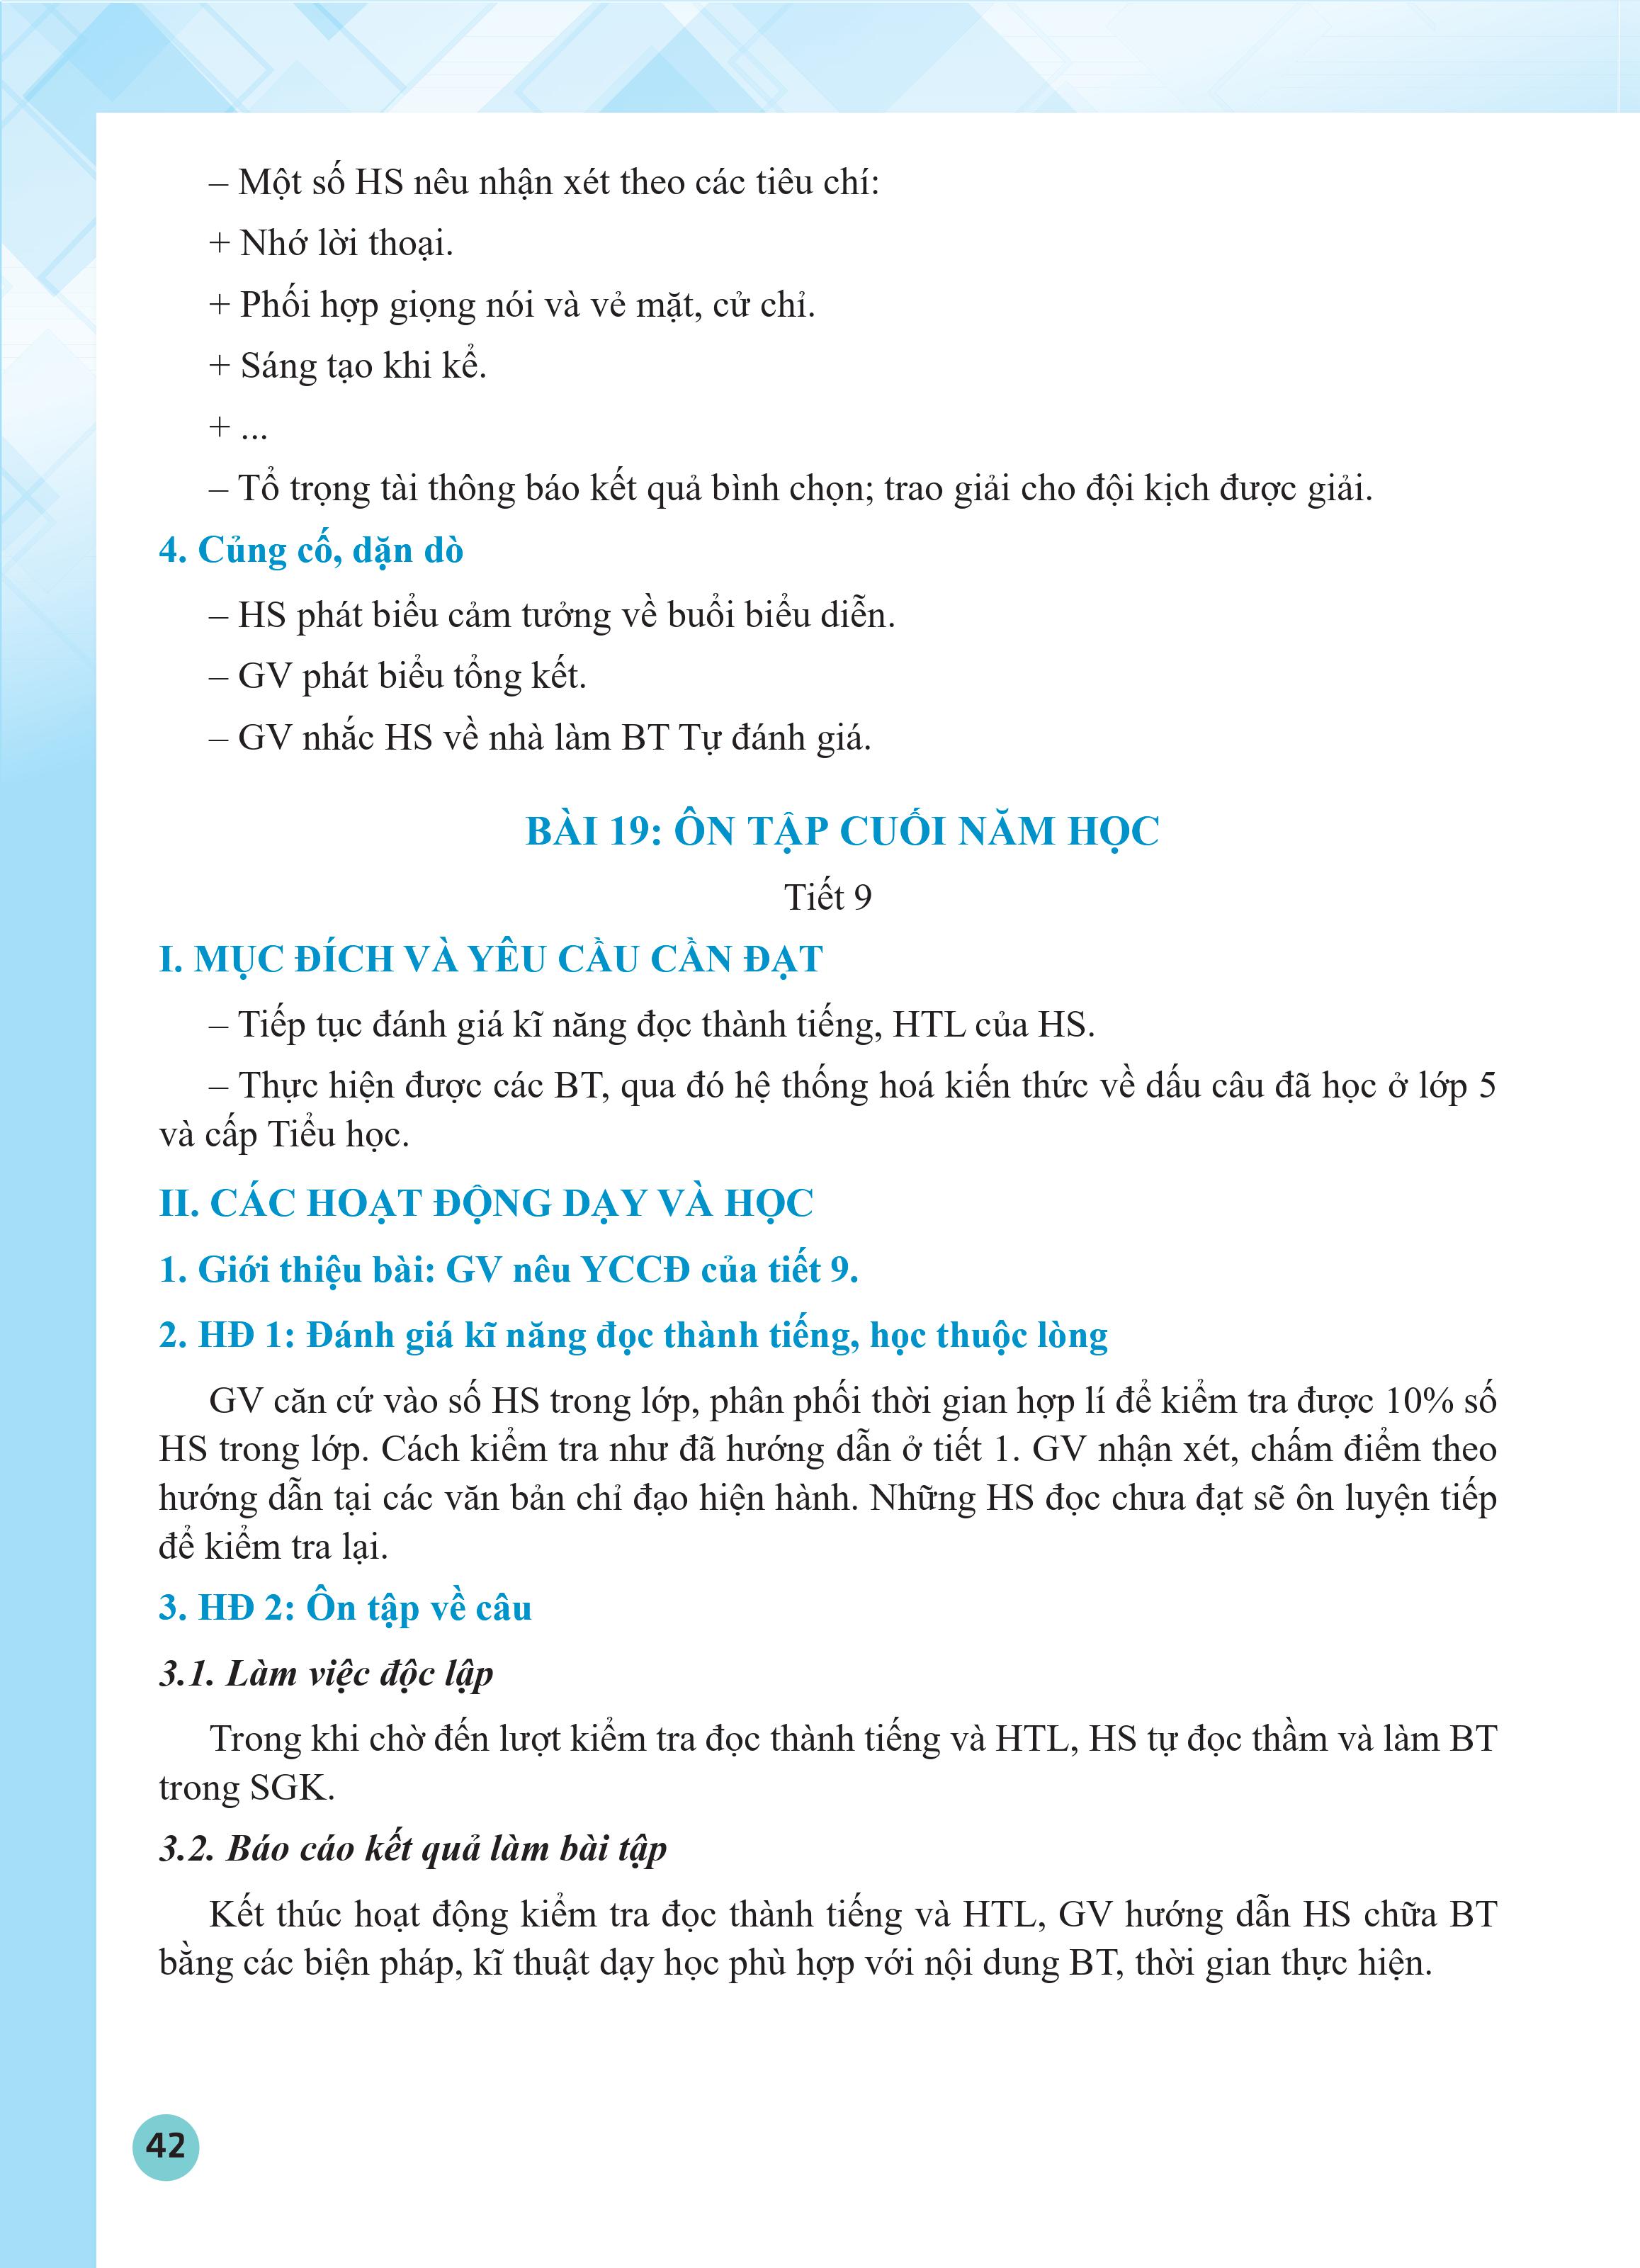 – Một số HS nêu nhận xét theo các tiêu chí:
+ Nhớ lời thoại.
+ Phối hợp giọng nói và vẻ mặt, cử chỉ.
+ Sáng tạo khi kể.
+ ...
– Tổ trọng tài thông báo kết quả bình chọn; trao giải cho đội kịch được giải.
4. Củng cố, dặn dò
– HS phát biểu cảm tưởng về buổi biểu diễn.
– GV phát biểu tổng kết.
– GV nhắc HS về nhà làm BT Tự đánh giá.
BÀI 19: ÔN TẬP CUỐI NĂM HỌC
Tiết 9
I. MỤC ĐÍCH VÀ YÊU CẦU CẦN ĐẠT
– Tiếp tục đánh giá kĩ năng đọc thành tiếng, HTL của HS.
– Thực hiện được các BT, qua đó hệ thống hoá kiến thức về dấu câu đã học ở lớp 5
và cấp Tiểu học.
II. CÁC HOẠT ĐỘNG DẠY VÀ HỌC
1. Giới thiệu bài: GV nêu YCCĐ của tiết 9.
2. HĐ 1: Đánh giá kĩ năng đọc thành tiếng, học thuộc lòng
GV căn cứ vào số HS trong lớp, phân phối thời gian hợp lí để kiểm tra được 10% số
HS trong lớp. Cách kiểm tra như đã hướng dẫn ở tiết 1. GV nhận xét, chấm điểm theo
hướng dẫn tại các văn bản chỉ đạo hiện hành. Những HS đọc chưa đạt sẽ ôn luyện tiếp
để kiểm tra lại.
3. HĐ 2: Ôn tập về câu
3.1. Làm việc độc lập
Trong khi chờ đến lượt kiểm tra đọc thành tiếng và HTL, HS tự đọc thầm và làm BT
trong SGK.
3.2. Báo cáo kết quả làm bài tập
Kết thúc hoạt động kiểm tra đọc thành tiếng và HTL, GV hướng dẫn HS chữa BT
bằng các biện pháp, kĩ thuật dạy học phù hợp với nội dung BT, thời gian thực hiện.
42